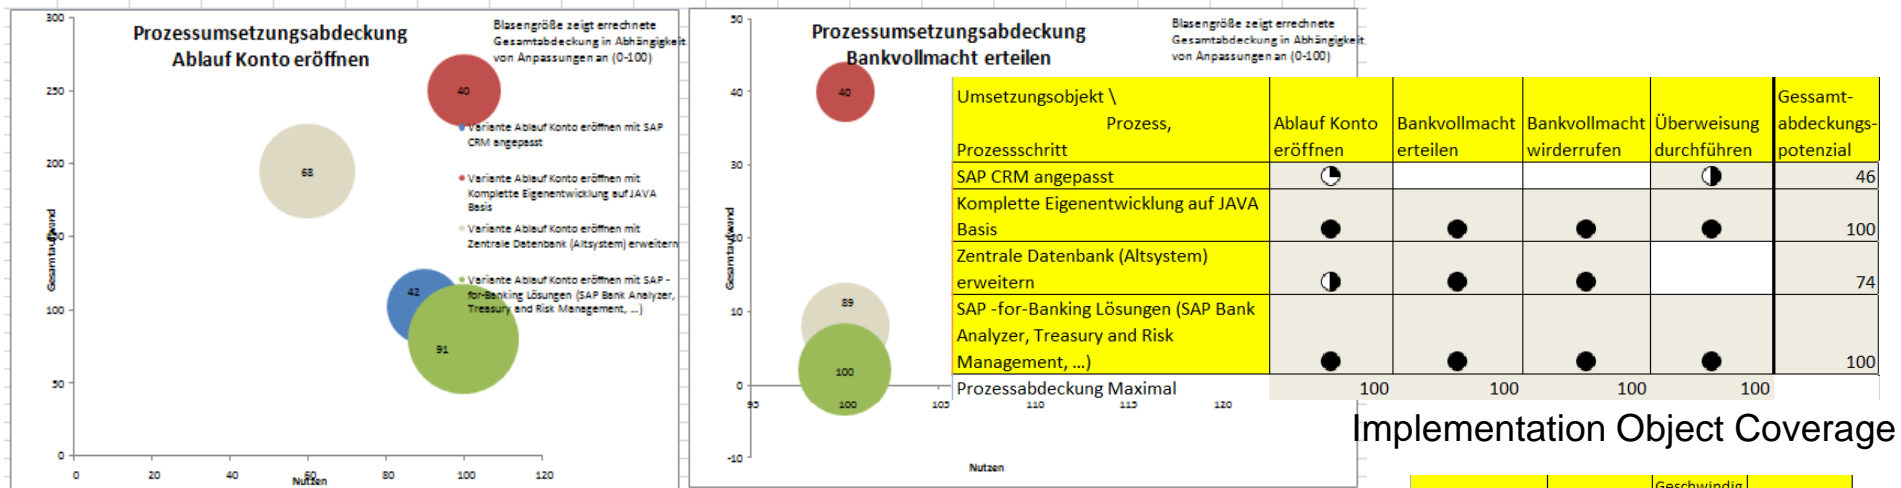 Prozessumsetzungsabdeckung
Ablauf Konto eröffnen
Blasengröße zeigt errechnete
Gesamtabdeckung in Abhängigkeit
von Anpassungen an (0-100)
300
250
200
150
100
50
0
0 20 40 60 80 100 120
Gesamtaufwand
Nutzen
40
68
42
91
Variante Ablauf Konto eröffnen mit SAP
CRM angepasst
Variante Ablauf Konto eröffnen mit
Komplette Eigenentwicklung auf JAVA
Basis
Variante Ablauf Konto eröffnen mit
Zentrale Datenbank (Altsystem) erweitern
Variante Ablauf Konto eröffnen mit SAP -
for-Banking Lösungen (SAP Bank Analyzer,
Treasury and Risk Management, ...)
Prozessumsetzungsabdeckung
Bankvollmacht erteilen
Blasengröße zeigt errechnete
Gesamtabdeckung in Abhängigkeit
von Anpassungen an (0-100)
50
40
30
20
10
0
-10
95 100 105 110 115 120
Gesamtaufwand
Nutzen
40
89
100
Umsetzungsobjekt \
Prozess,
Prozessschritt
Ablauf Konto
eröffnen
Bankvollmacht
erteilen
Bankvollmacht
wirderrufen
Überweisung
durchführen
Gessamt-
abdeckungs-
potenzial
SAP CRM angepasst 46
Komplette Eigenentwicklung auf JAVA
Basis 100
Zentrale Datenbank (Altsystem)
erweitern 74
SAP -for-Banking Lösungen (SAP Bank
Analyzer, Treasury and Risk
Management, ...) 100
Prozessabdeckung Maximal 100 100 100 100
Implementation Object Coverage
Geschwindig